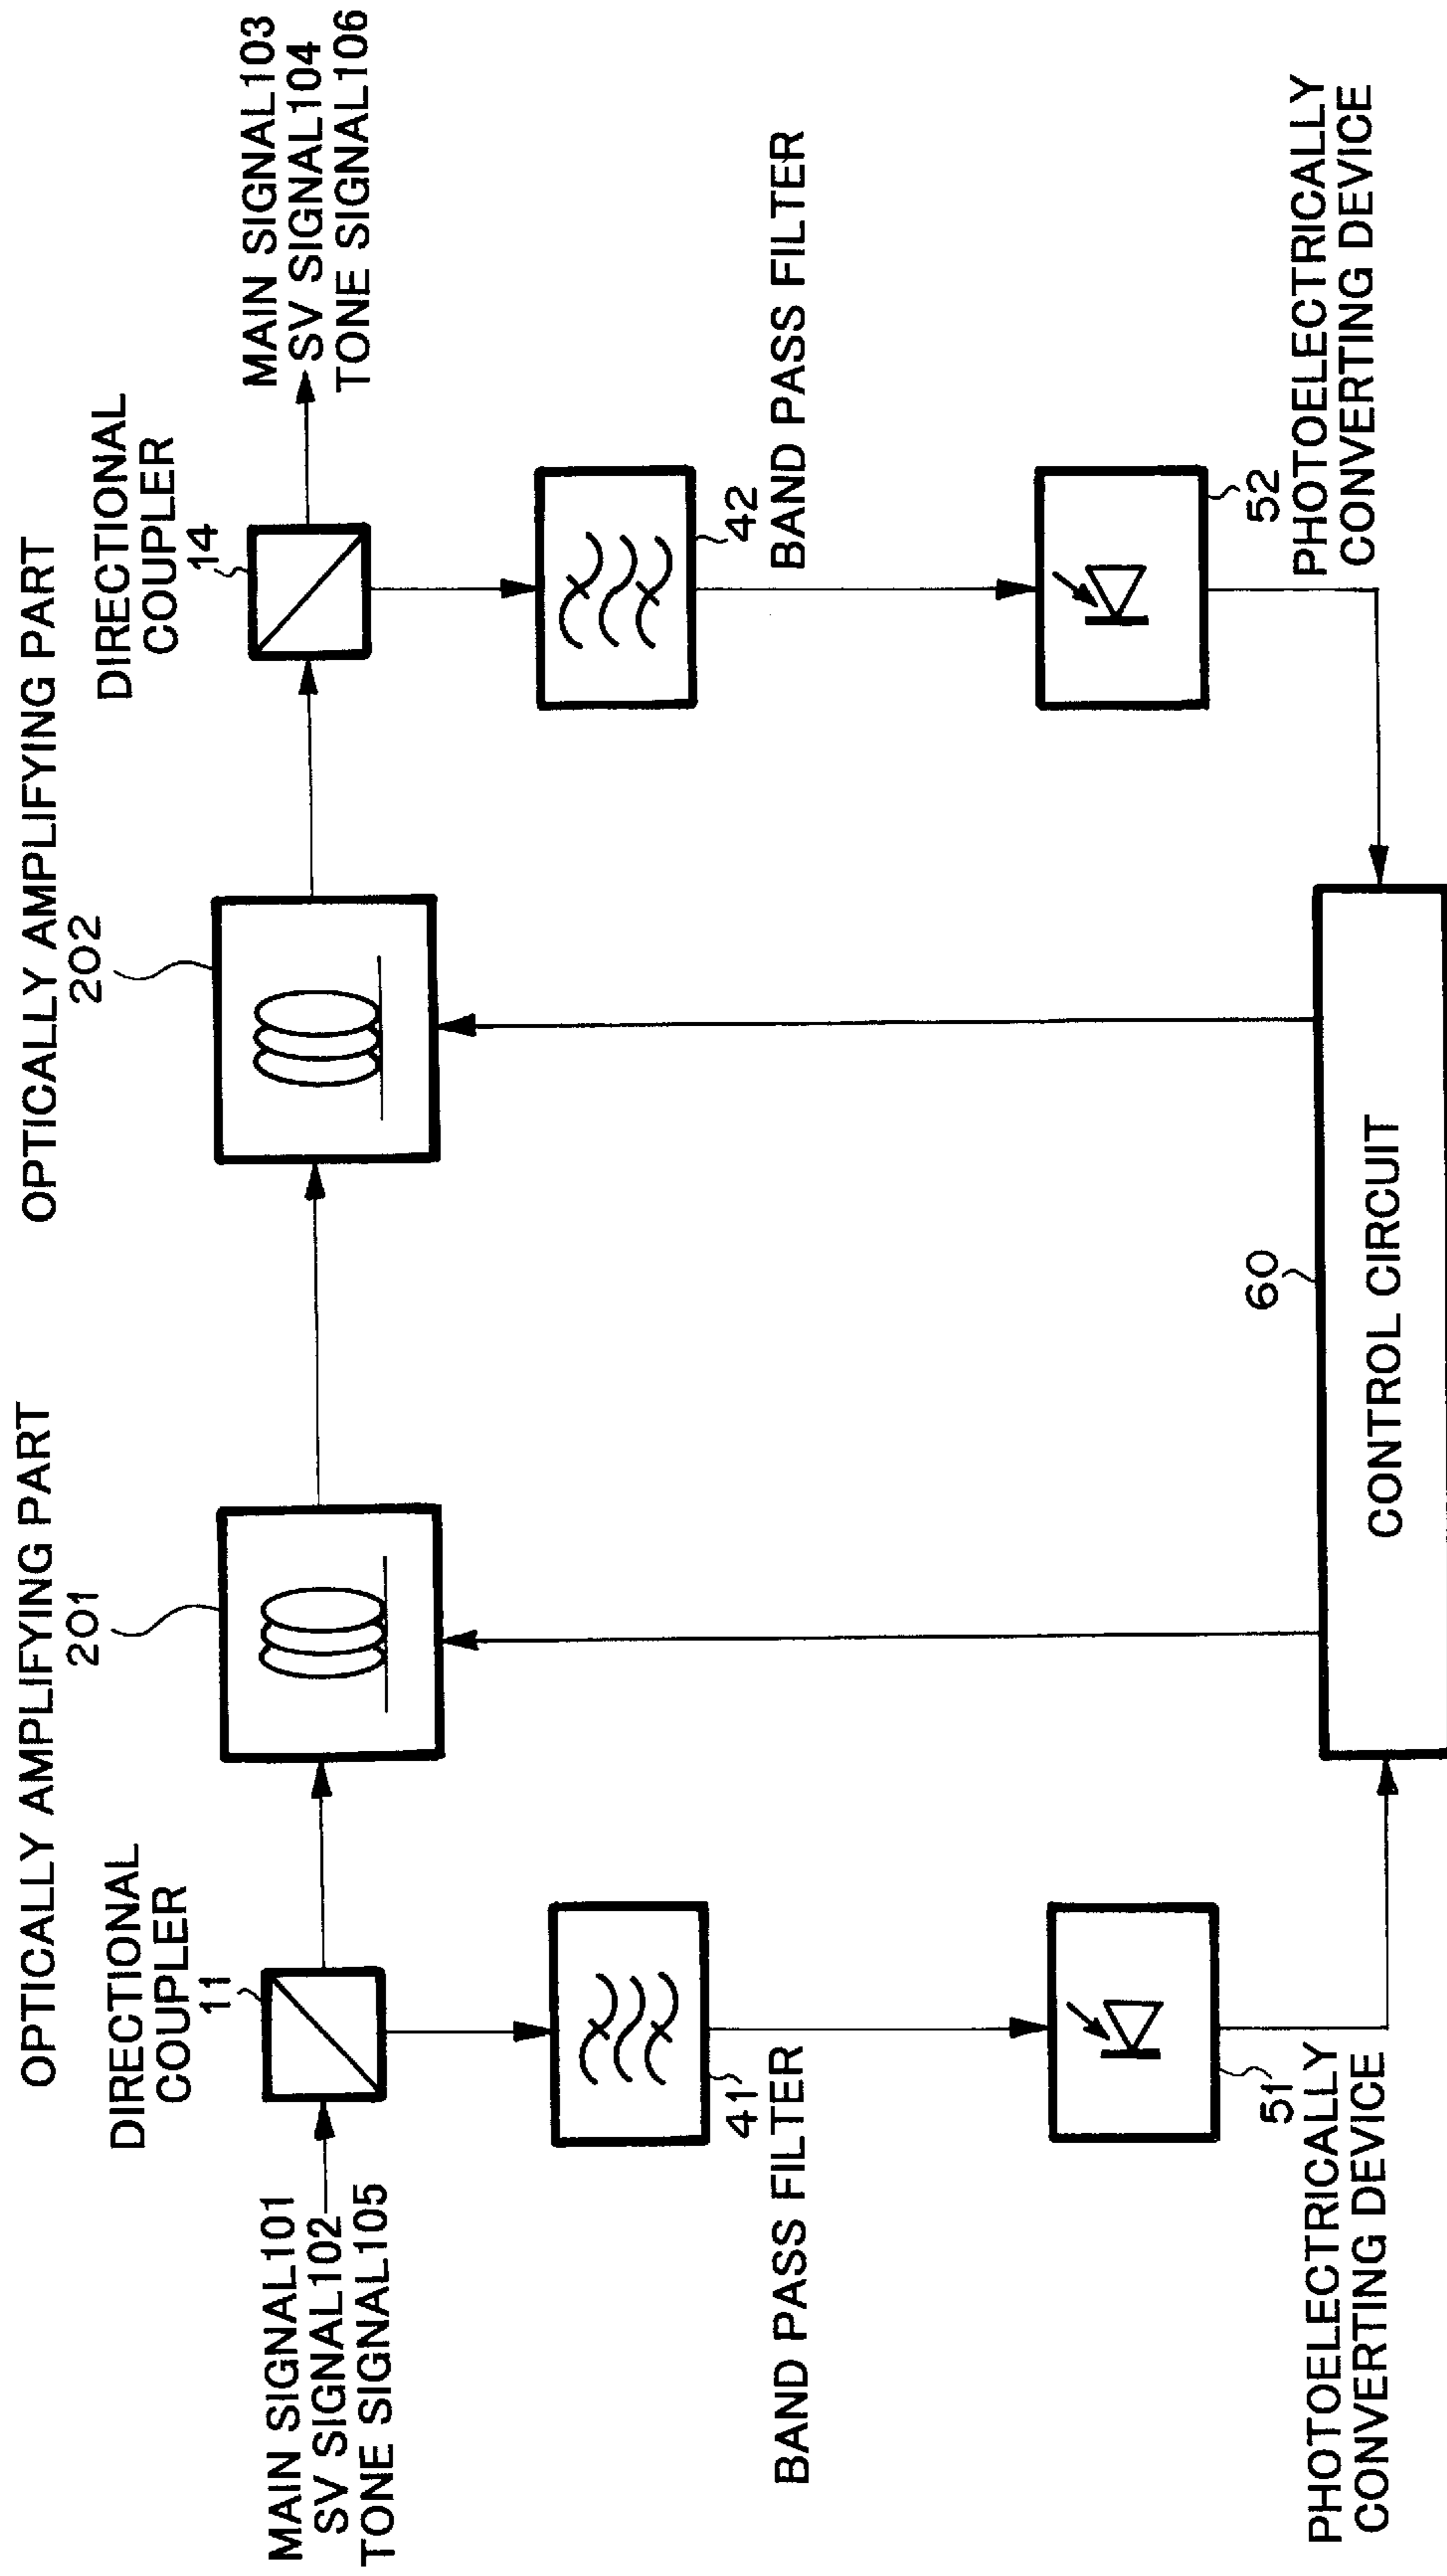 OPTICALLY AMPLIFYING PART
201
OPTICALLY AMPLIFYING PART
202
DIRECTIONAL
COUPLER
11
DIRECTIONAL
COUPLER
14
MAIN SIGNAL101
SV SIGNAL102
TONE SIGNAL105
MAIN SIGNAL103
SV SIGNAL104
TONE SIGNAL106
41
BAND PASS FILTER
42
BAND PASS FILTER
51
PHOTOELECTRICALLY
CONVERTING DEVICE
60
CONTROL CIRCUIT
52
PHOTOELECTRICALLY
CONVERTING DEVICE